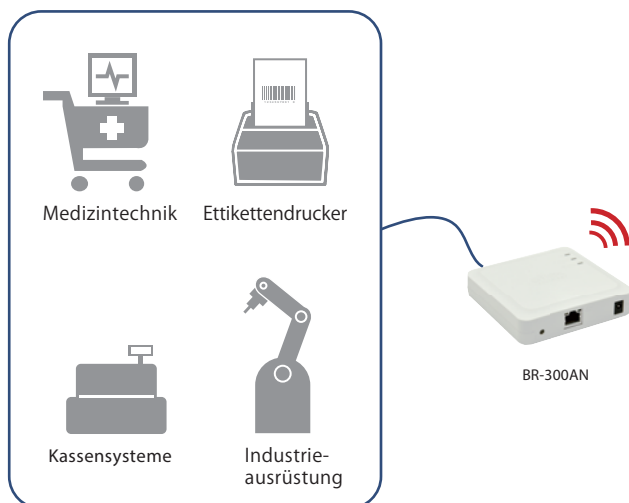 Medizintechnik
Ettikettendrucker
Kassensysteme
Industrie-
ausrüstung
BR-300AN